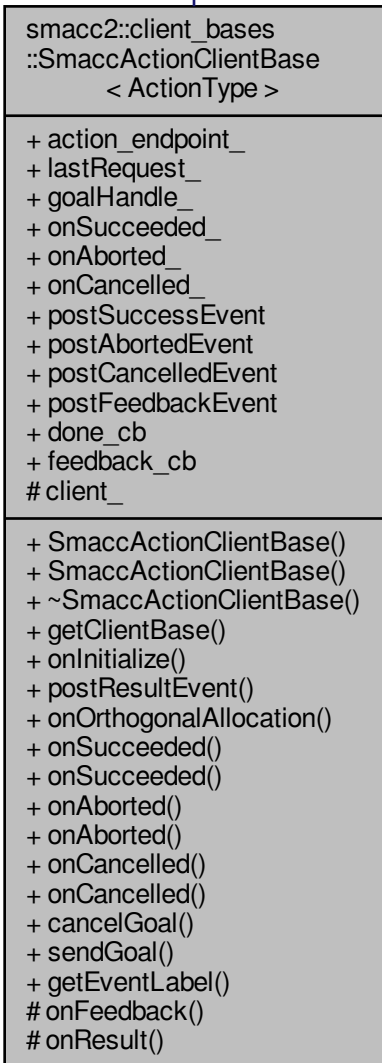 smacc2::client_bases
::SmaccActionClientBase
< ActionType >
+ action_endpoint_
+ lastRequest_
+ goalHandle_
+ onSucceeded_
+ onAborted_
+ onCancelled_
+ postSuccessEvent
+ postAbortedEvent
+ postCancelledEvent
+ postFeedbackEvent
+ done_cb
+ feedback_cb
# client_
+ SmaccActionClientBase()
+ SmaccActionClientBase()
+ ~SmaccActionClientBase()
+ getClientBase()
+ onInitialize()
+ postResultEvent()
+ onOrthogonalAllocation()
+ onSucceeded()
+ onSucceeded()
+ onAborted()
+ onAborted()
+ onCancelled()
+ onCancelled()
+ cancelGoal()
+ sendGoal()
+ getEventLabel()
# onFeedback()
# onResult()